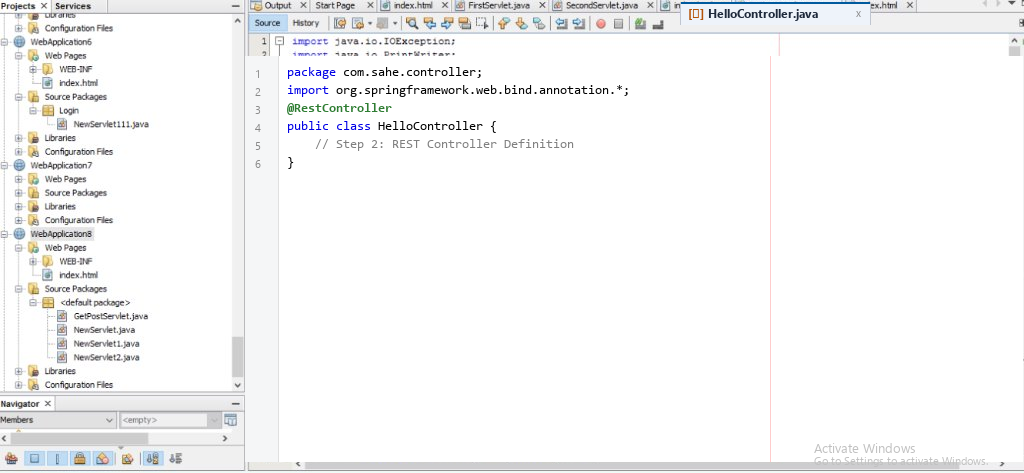 Projects
Services
Libraries
Configuration Files
WebApplication6
Web Pages
WEB-INF
index.html
Source Packages
Login
NewServlet111.java
Libraries
Configuration Files
WebApplication7
Web Pages
Source Packages
Libraries
Configuration Files
WebApplication8
Web Pages
WEB-INF
index.html
Source Packages
<default package>
GetPostServlet.java
NewServlet.java
NewServlet1.java
NewServlet2.java
Libraries
Configuration Files
Navigator
Members
<empty>
Output
Start Page
index.html
FirstServlet.java
SecondServlet.java
HelloController.java
x
Source
History
1 import java.io.IOException;
2 import java.io.PrintWriter;
1 package com.sahe.controller;
2 import org.springframework.web.bind.annotation.*;
3 @RestController
4 public class HelloController {
5 // Step 2: REST Controller Definition
6 }
Activate Windows
Go to Settings to activate Windows.